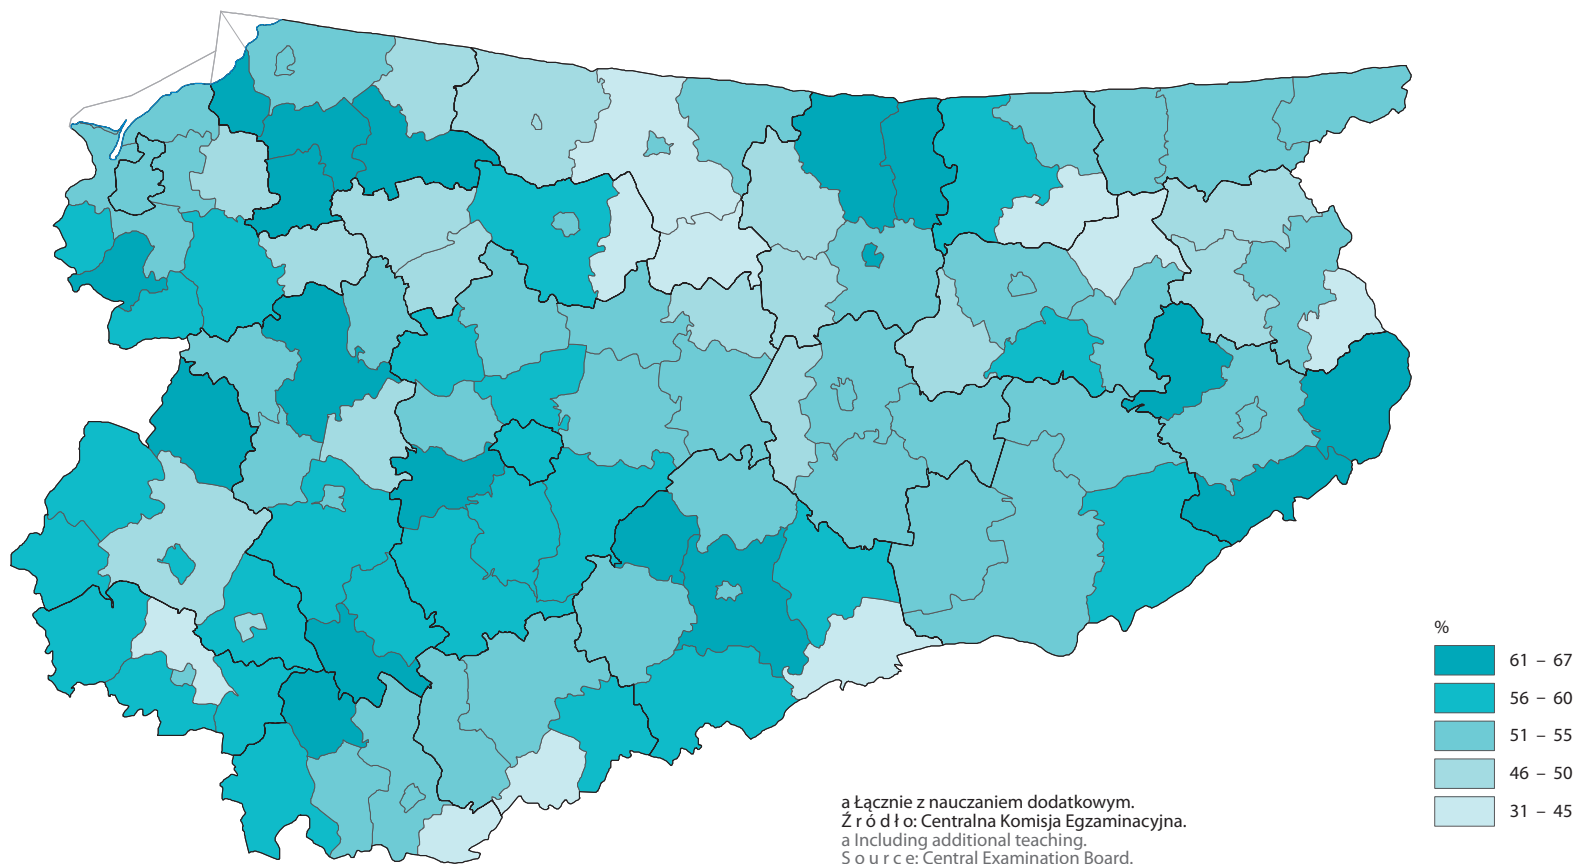 %
61 – 67
56 – 60
51 – 55
46 – 50
31 – 45
a Łącznie z nauczaniem dodatkowym.
Ź r ó d ł o: Centralna Komisja Egzaminacyjna.
a Including additional teaching.
S o u r c e: Central Examination Board.